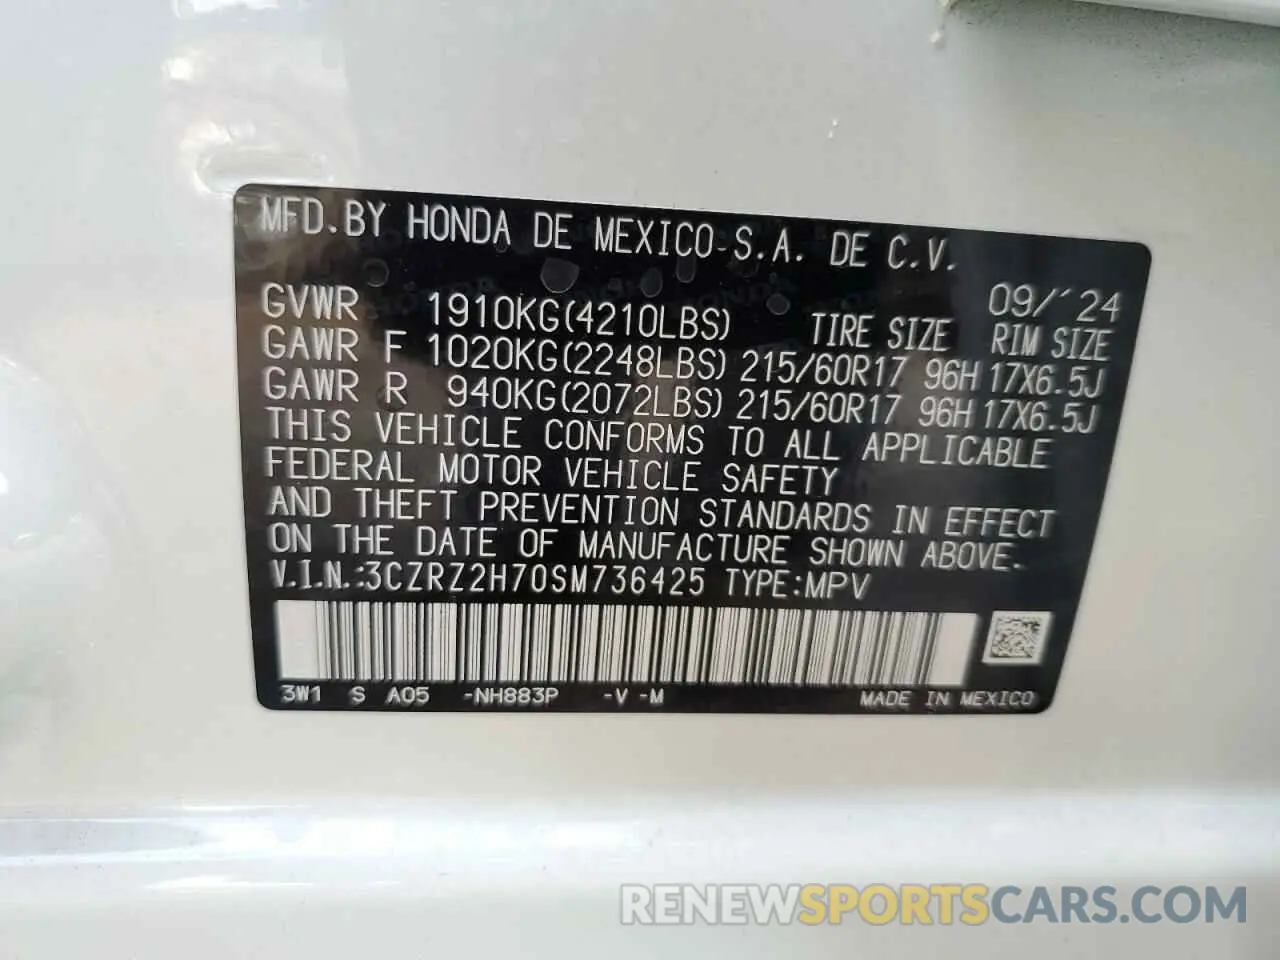 MFD.BY HONDA DE MEXICO S.A. DE C.V.
09/'24
GVWR 1910KG(4210LBS) TIRE SIZE RIM SIZE
GAWR F 1020KG(2248LBS) 215/60R17 96H 17X6.5J
GAWR R 940KG(2072LBS) 215/60R17 96H 17X6.5J
THIS VEHICLE CONFORMS TO ALL APPLICABLE
FEDERAL MOTOR VEHICLE SAFETY
AND THEFT PREVENTION STANDARDS IN EFFECT
ON THE DATE OF MANUFACTURE SHOWN ABOVE.
V.I.N.:3CZRZ2H70SM736425 TYPE:MPV
3W1 S A05 -NH883P -V -M MADE IN MEXICO
RENEWSPORTSCARS.COM